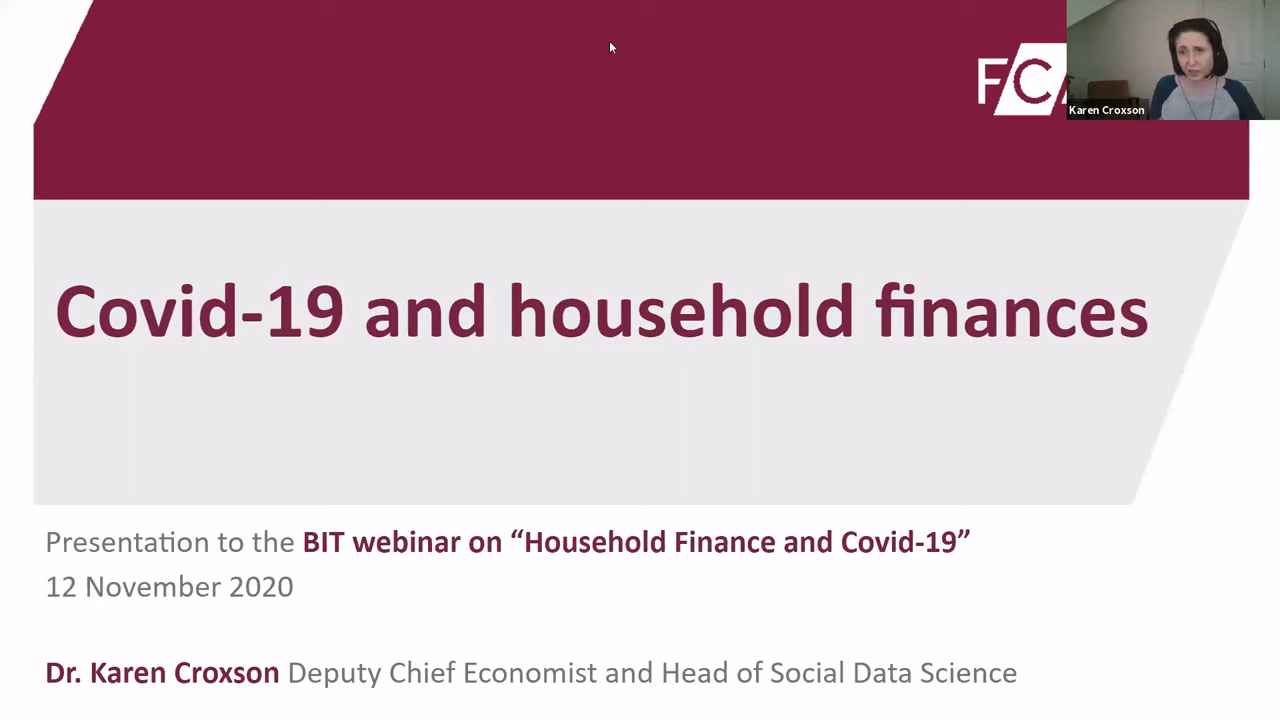 FC
Karen Croxson
Covid-19 and household finances
Presentation to the BIT webinar on “Household Finance and Covid-19”
12 November 2020
Dr. Karen Croxson Deputy Chief Economist and Head of Social Data Science